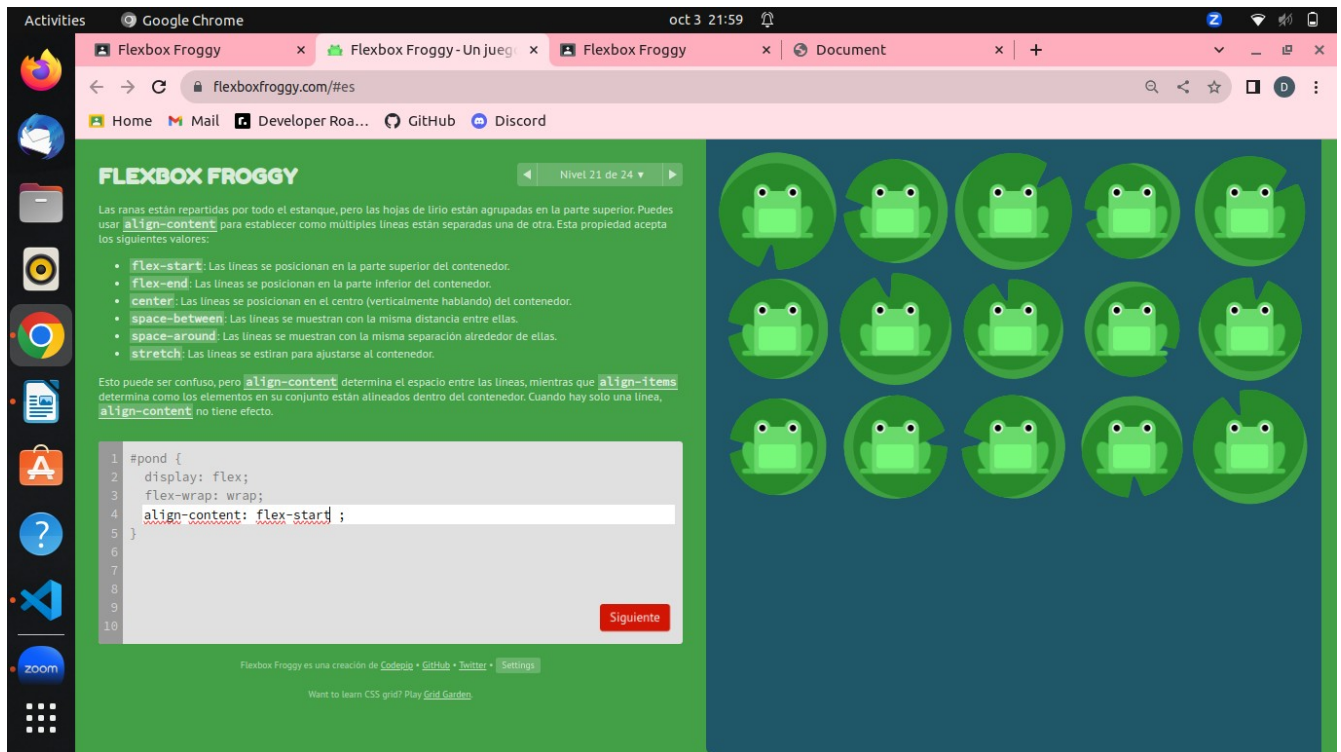 Activities
Google Chrome
oct 3 21:59
Z
Flexbox Froggy
Flexbox Froggy - Un jueg
Flexbox Froggy
Document
flexboxfroggy.com/#es
D
Home
Mail
r.
Developer Roa...
GitHub
Discord
FLEXBOX FROGGY
Nivel 21 de 24 ▾
Las ranas están repartidas por todo el estanque, pero las hojas de lirio están agrupadas en la parte superior. Puedes
usar align-content para establecer como múltiples líneas están separadas una de otra. Esta propiedad acepta
los siguientes valores:
• flex-start: Las líneas se posicionan en la parte superior del contenedor.
• flex-end: Las líneas se posicionan en la parte inferior del contenedor.
• center: Las líneas se posicionan en el centro (verticalmente hablando) del contenedor.
• space-between: Las líneas se muestran con la misma distancia entre ellas.
• space-around: Las líneas se muestran con la misma separación alrededor de ellas.
• stretch: Las líneas se estiran para ajustarse al contenedor.
Esto puede ser confuso, pero align-content determina el espacio entre las líneas, mientras que align-items
determina como los elementos en su conjunto están alineados dentro del contenedor. Cuando hay solo una línea,
align-content no tiene efecto.
1 #pond {
2 display: flex;
3 flex-wrap: wrap;
4 align-content: flex-start ;
5 }
6
7
8
9
10
Siguiente
Flexbox Froggy es una creación de Codepip • GitHub • Twitter • Settings
Want to learn CSS grid? Play Grid Garden.
A
?
zoom